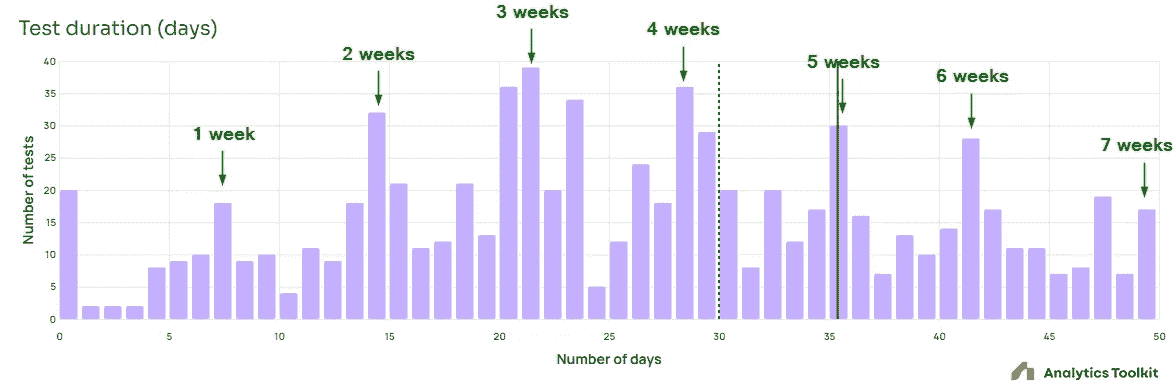 3 weeks
Test duration (days)
4 weeks
2 weeks
5 weeks
6 weeks
1 week
7 weeks
Number of tests
40
35
30
25
20
15
10
5
0
0
5
10
15
20
25
30
35
40
45
50
Number of days
Analytics Toolkit